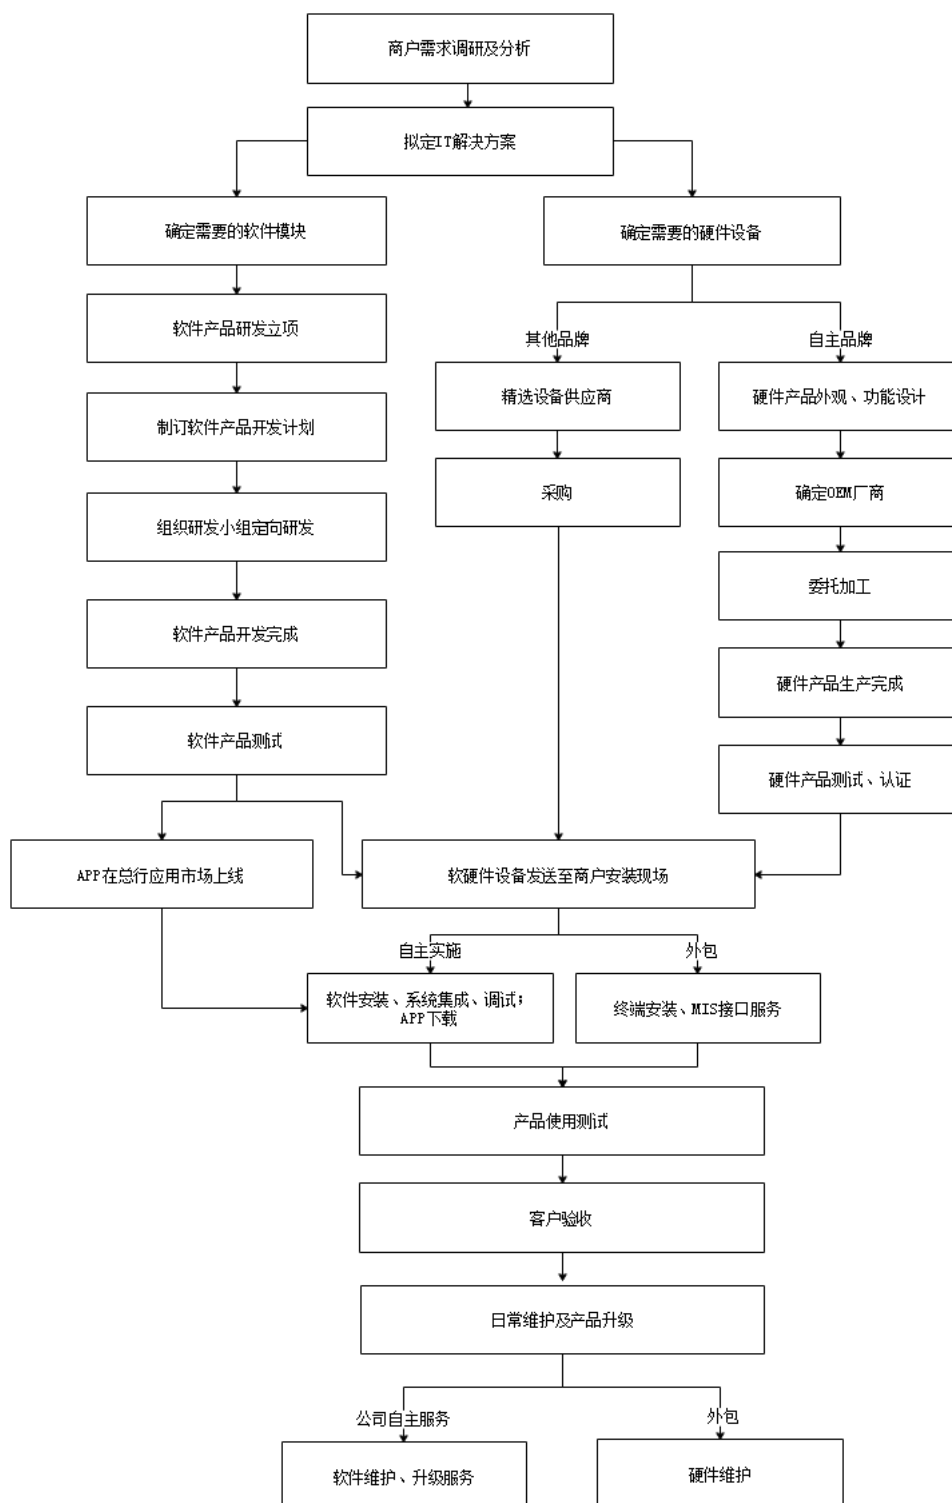 商户需求调研及分析
拟定IT解决方案
确定需要的软件模块
确定需要的硬件设备
软件产品研发立项
其他品牌
自主品牌
制订软件产品开发计划
精选设备供应商
硬件产品外观、功能设计
组织研发小组定向研发
采购
确定OEM厂商
委托加工
软件产品开发完成
硬件产品生产完成
软件产品测试
硬件产品测试、认证
APP在总行应用市场上线
软硬件设备发送至商户安装现场
自主实施
外包
软件安装、系统集成、调试；
APP下载
终端安装、MIS接口服务
产品使用测试
客户验收
日常维护及产品升级
公司自主服务
外包
软件维护、升级服务
硬件维护